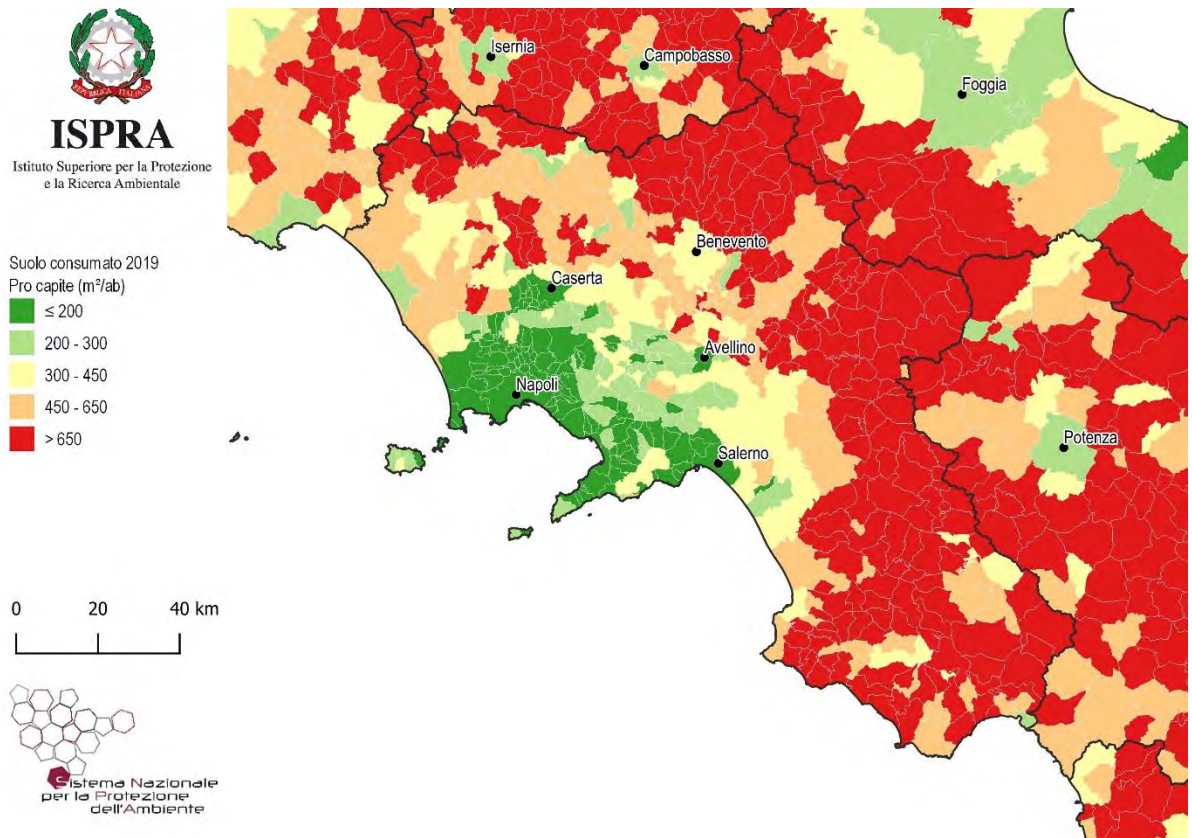 REPVBBLICA ITALIANA
ISPRA
Istituto Superiore per la Protezione
e la Ricerca Ambientale
Suolo consumato 2019
Pro capite (m²/ab)
≤ 200
200 - 300
300 - 450
450 - 650
> 650
0 20 40 km
Sistema Nazionale
per la Protezione
dell'Ambiente
Isernia
Campobasso
Foggia
Benevento
Caserta
Avellino
Napoli
Potenza
Salerno